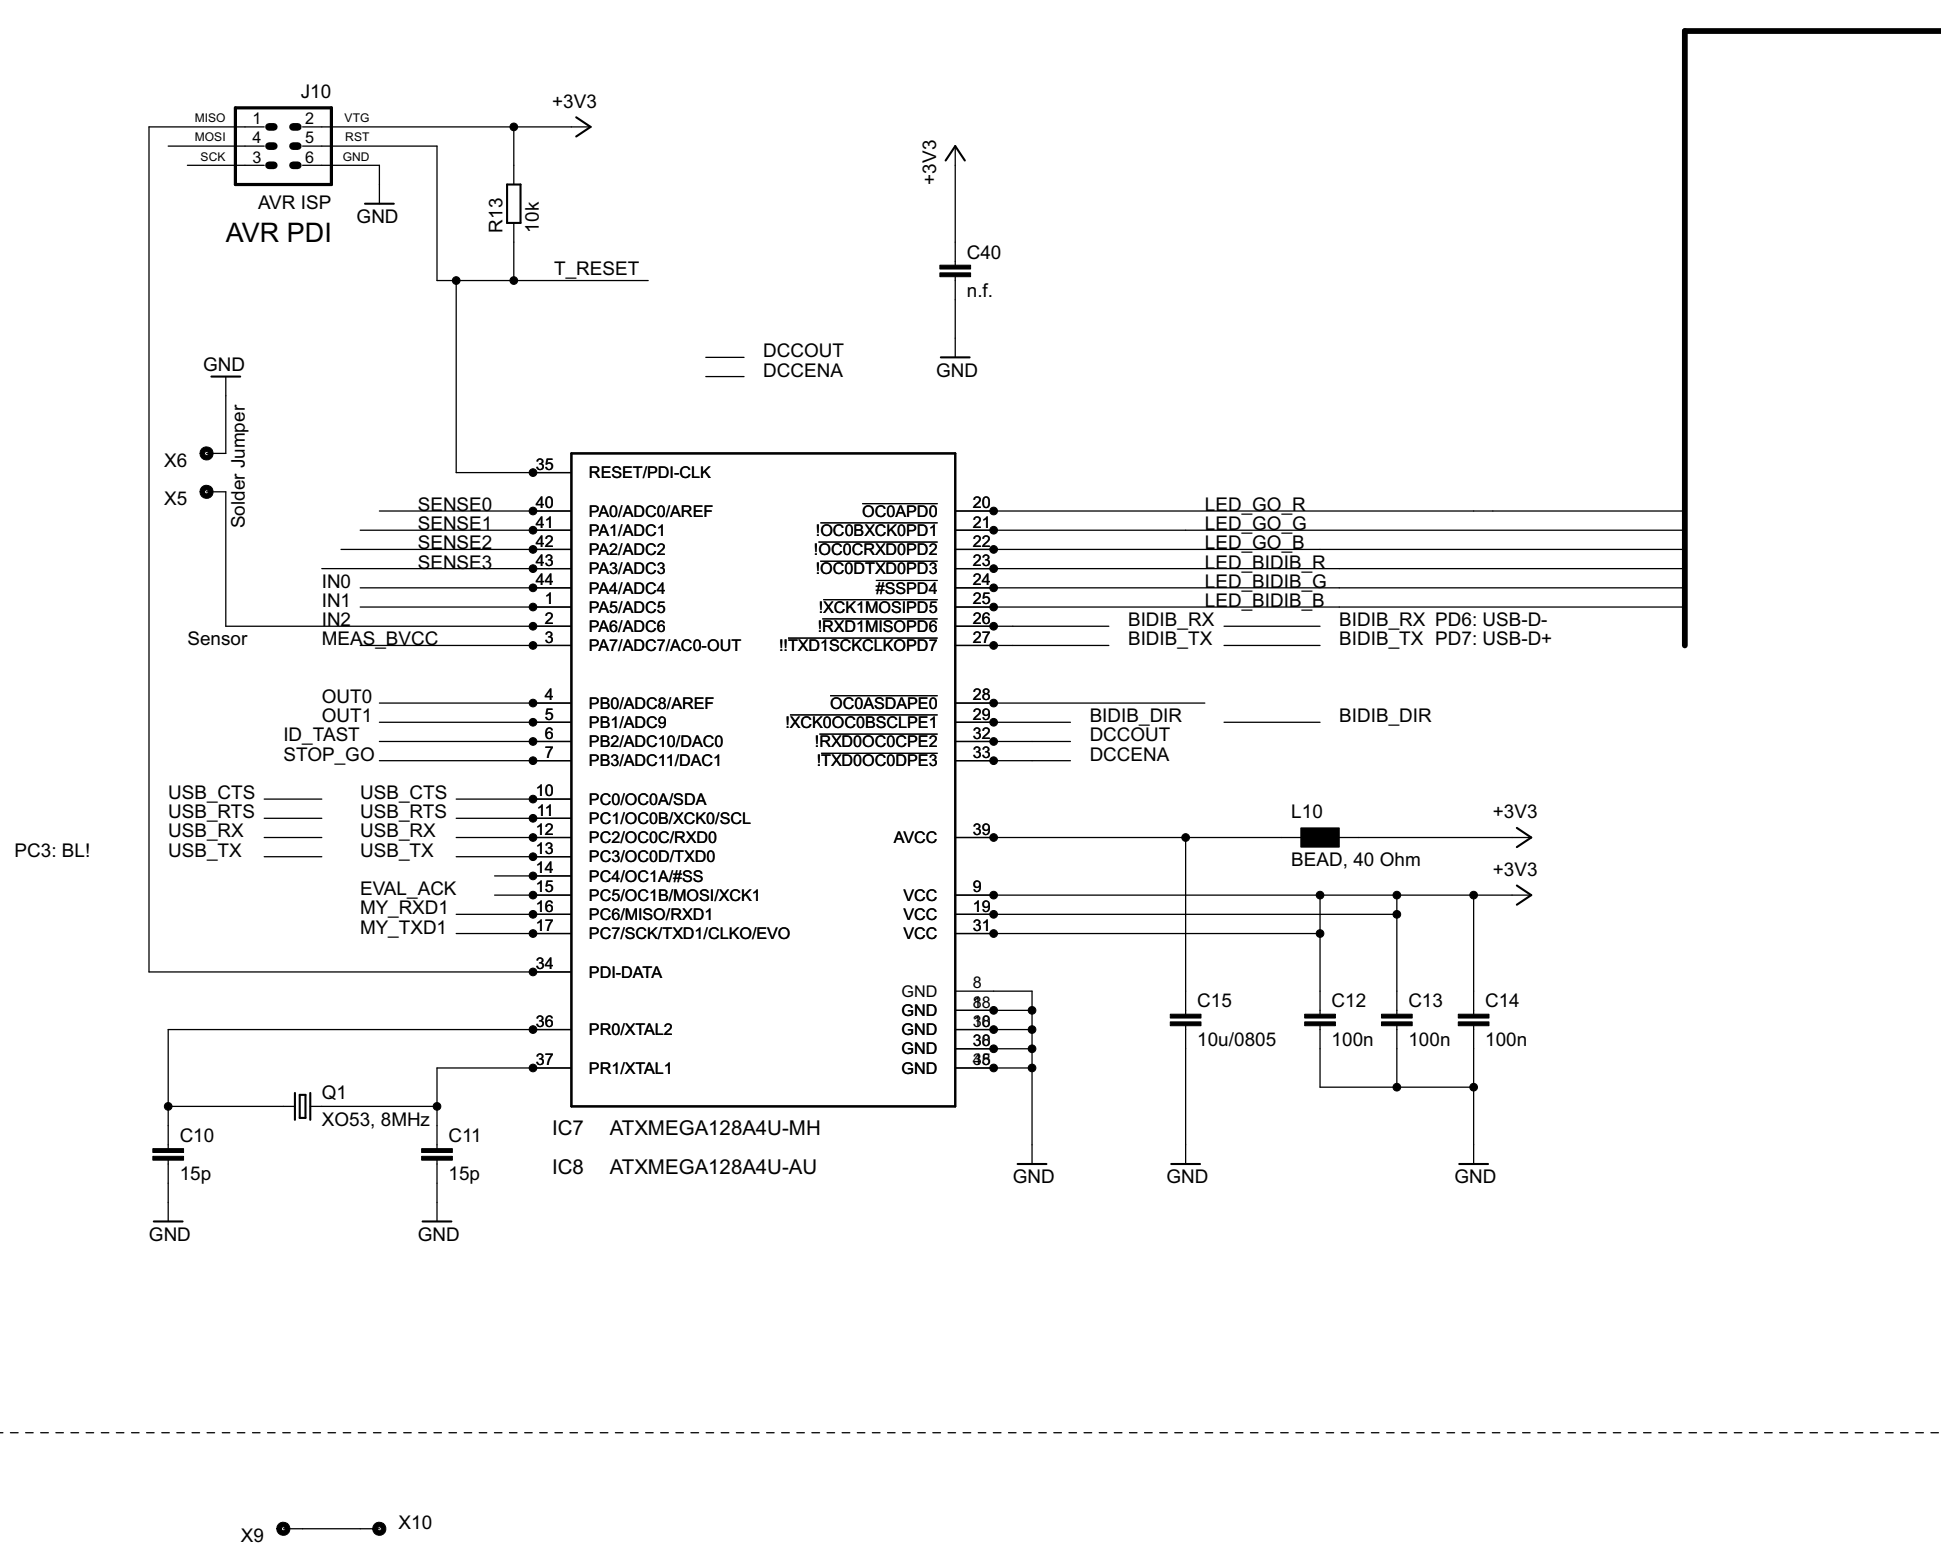 J10
+3V3
MISO 1 2 VTG
MOSI 4 5 RST
SCK 3 6 GND
AVR ISP
AVR PDI
GND
R13
10k
T_RESET
+3V3
C40
n.f.
GND
DCCOUT
DCCENA
GND
X6
X5
Solder Jumper
35 RESET/PDI-CLK
SENSE0 40 PA0/ADC0/AREF OC0APD0 20 LED_GO_R
SENSE1 41 PA1/ADC1 !OC0BXCK0PD1 21 LED_GO_G
SENSE2 42 PA2/ADC2 !OC0CRXD0PD2 22 LED_GO_B
SENSE3 43 PA3/ADC3 !OC0DTXD0PD3 23 LED_BIDIB_R
IN0 44 PA4/ADC4 #SSPD4 24 LED_BIDIB_G
IN1 1 PA5/ADC5 !XCK1MOSIPD5 25 LED_BIDIB_B
IN2 2 PA6/ADC6 !RXD1MISOPD6 26 BIDIB_RX BIDIB_RX PD6: USB-D-
Sensor MEAS_BVCC 3 PA7/ADC7/AC0-OUT !!TXD1SCKCLKOPD7 27 BIDIB_TX BIDIB_TX PD7: USB-D+
OUT0 4 PB0/ADC8/AREF OC0ASDAPE0 28
OUT1 5 PB1/ADC9 !XCK0OC0BSCLPE1 29 BIDIB_DIR BIDIB_DIR
ID_TAST 6 PB2/ADC10/DAC0 !RXD0OC0CPE2 32 DCCOUT
STOP_GO 7 PB3/ADC11/DAC1 !TXD0OC0DPE3 33 DCCENA
USB_CTS USB_CTS 10 PC0/OC0A/SDA
USB_RTS USB_RTS 11 PC1/OC0B/XCK0/SCL
USB_RX USB_RX 12 PC2/OC0C/RXD0
PC3: BL! USB_TX USB_TX 13 PC3/OC0D/TXD0
14 PC4/OC1A/#SS
EVAL_ACK 15 PC5/OC1B/MOSI/XCK1
MY_RXD1 16 PC6/MISO/RXD1
MY_TXD1 17 PC7/SCK/TXD1/CLKO/EVO
AVCC 39
L10
BEAD, 40 Ohm
+3V3
+3V3
VCC 9
VCC 19
VCC 31
34 PDI-DATA
GND 8
GND
GND
GND
GND
36 PR0/XTAL2
37 PR1/XTAL1
C15
10u/0805
C12
100n
C13
100n
C14
100n
Q1
XO53, 8MHz
C10
15p
C11
15p
IC7 ATXMEGA128A4U-MH
IC8 ATXMEGA128A4U-AU
GND
GND
GND
GND
GND
X9
X10